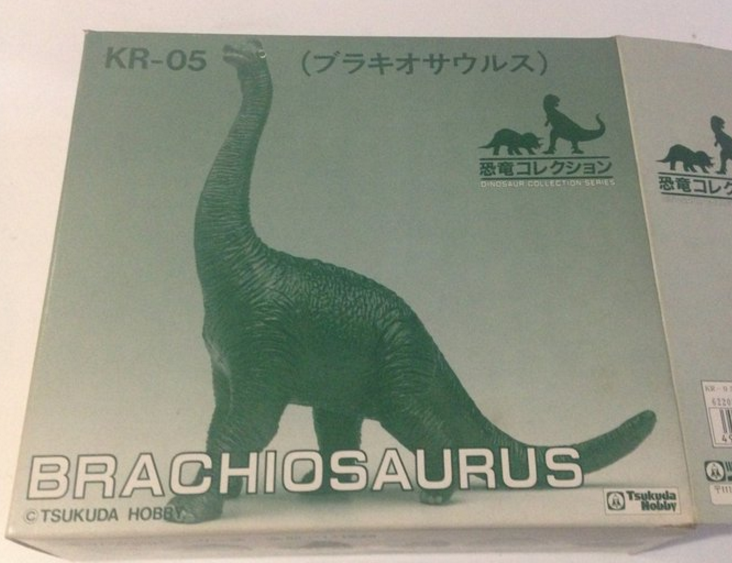 KR-05
(ブラキオサウルス)
恐竜コレクション
DINOSAUR COLLECTION SERIES
BRACHIOSAURUS
© TSUKUDA HOBBY
Tsukuda
Hobby
恐竜コレク